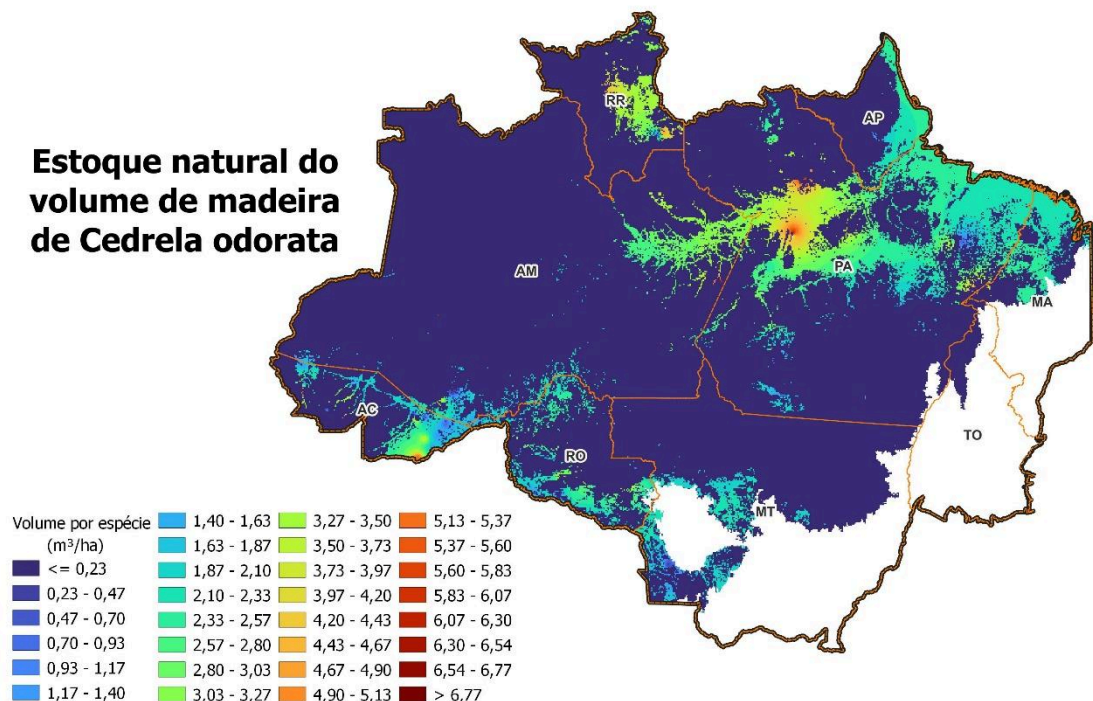 Estoque natural do
volume de madeira
de Cedrela odorata
RR
AP
AM
PA
MA
AC
RO
TO
MT
Volume por espécie
(m³/ha)
<= 0,23
0,23 - 0,47
0,47 - 0,70
0,70 - 0,93
0,93 - 1,17
1,17 - 1,40
1,40 - 1,63
1,63 - 1,87
1,87 - 2,10
2,10 - 2,33
2,33 - 2,57
2,57 - 2,80
2,80 - 3,03
3,03 - 3,27
3,27 - 3,50
3,50 - 3,73
3,73 - 3,97
3,97 - 4,20
4,20 - 4,43
4,43 - 4,67
4,67 - 4,90
4,90 - 5,13
5,13 - 5,37
5,37 - 5,60
5,60 - 5,83
5,83 - 6,07
6,07 - 6,30
6,30 - 6,54
6,54 - 6,77
> 6,77